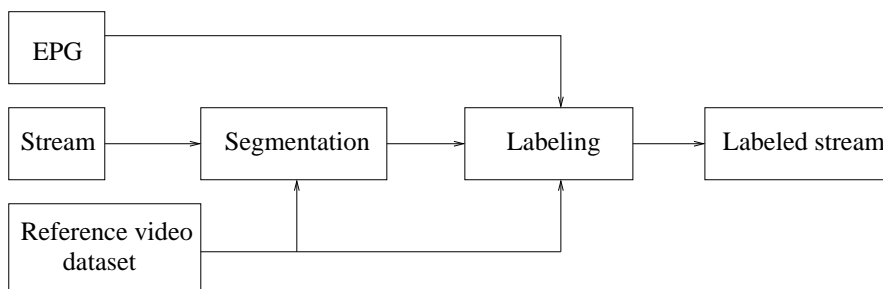 EPG
Stream
Segmentation
Labeling
Labeled stream
Reference video
dataset